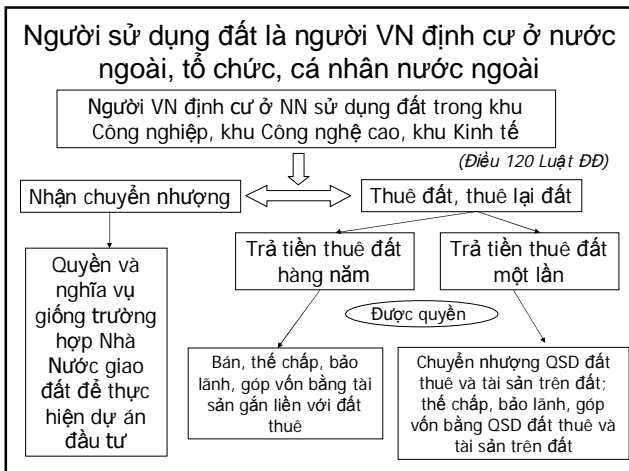 Người sử dụng đất là người VN định cư ở nước
ngoài, tổ chức, cá nhân nước ngoài
Người VN định cư ở NN sử dụng đất trong khu
Công nghiệp, khu Công nghệ cao, khu Kinh tế
(Điều 120 Luật ĐĐ)
Nhận chuyển nhượng
Thuê đất, thuê lại đất
Quyền và
nghĩa vụ
giống trường
hợp Nhà
Nước giao
đất để thực
hiện dự án
đầu tư
Trả tiền thuê đất
hàng năm
Trả tiền thuê đất
một lần
Được quyền
Bán, thế chấp, bảo
lãnh, góp vốn bằng tài
sản gắn liền với đất
thuê
Chuyển nhượng QSD đất
thuê và tài sản trên đất;
thế chấp, bảo lãnh, góp
vốn bằng QSD đất thuê và
tài sản trên đất